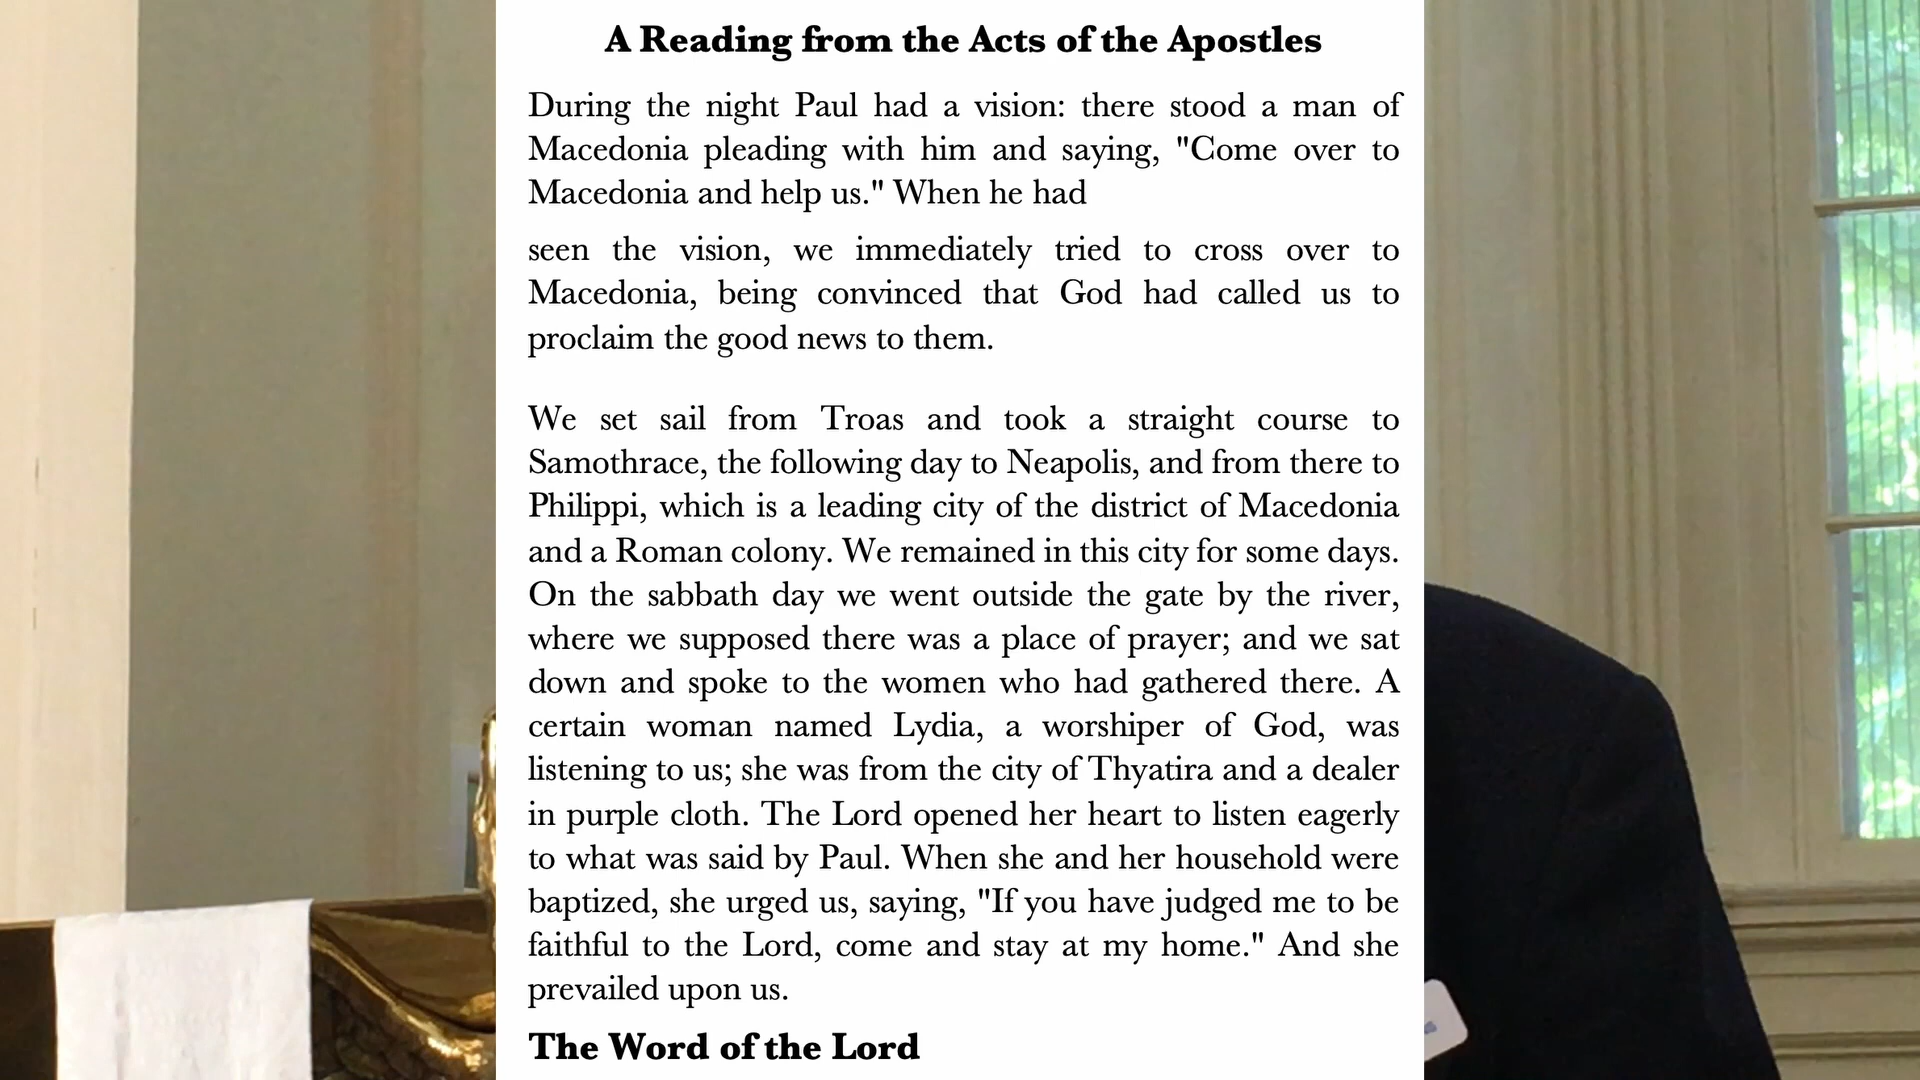 A Reading from the Acts of the Apostles
During the night Paul had a vision: there stood a man of
Macedonia pleading with him and saying, "Come over to
Macedonia and help us." When he had
seen the vision, we immediately tried to cross over to
Macedonia, being convinced that God had called us to
proclaim the good news to them.
We set sail from Troas and took a straight course to
Samothrace, the following day to Neapolis, and from there to
Philippi, which is a leading city of the district of Macedonia
and a Roman colony. We remained in this city for some days.
On the sabbath day we went outside the gate by the river,
where we supposed there was a place of prayer; and we sat
down and spoke to the women who had gathered there. A
certain woman named Lydia, a worshiper of God, was
listening to us; she was from the city of Thyatira and a dealer
in purple cloth. The Lord opened her heart to listen eagerly
to what was said by Paul. When she and her household were
baptized, she urged us, saying, "If you have judged me to be
faithful to the Lord, come and stay at my home." And she
prevailed upon us.
The Word of the Lord